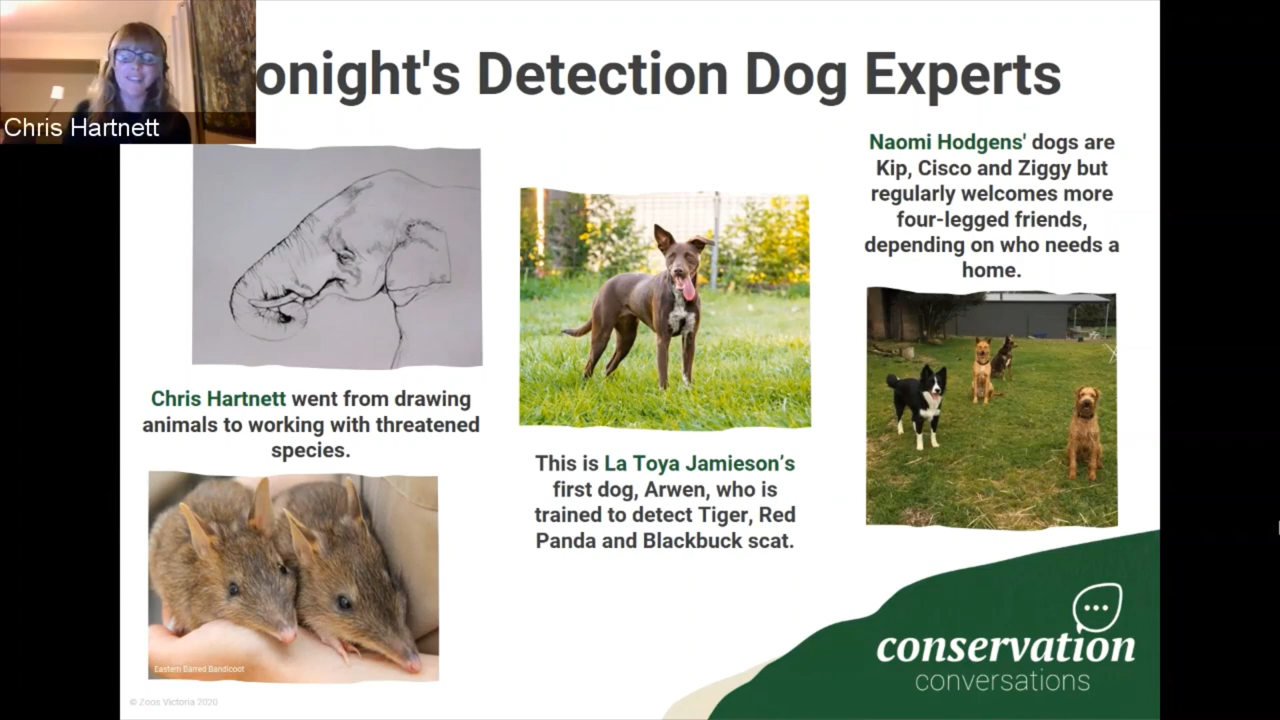 onight's Detection Dog Experts
Chris Hartnett
Chris Hartnett went from drawing
animals to working with threatened
species.
Eastern Barred Bandicoot
This is La Toya Jamieson's
first dog, Arwen, who is
trained to detect Tiger, Red
Panda and Blackbuck scat.
Naomi Hodgens' dogs are
Kip, Cisco and Ziggy but
regularly welcomes more
four-legged friends,
depending on who needs a
home.
conservation
conversations
© Zoos Victoria 2020